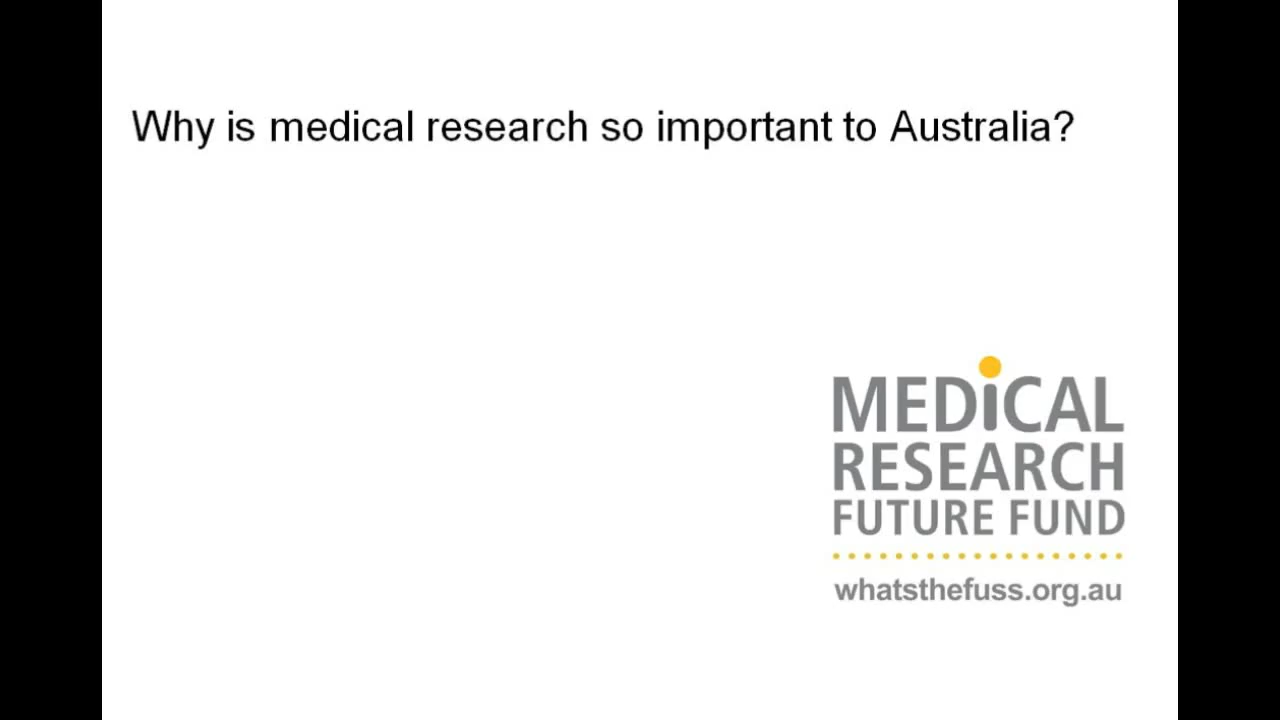 Why is medical research so important to Australia?
MEDiCAL
RESEARCH
FUTURE FUND
whatsthefuss.org.au